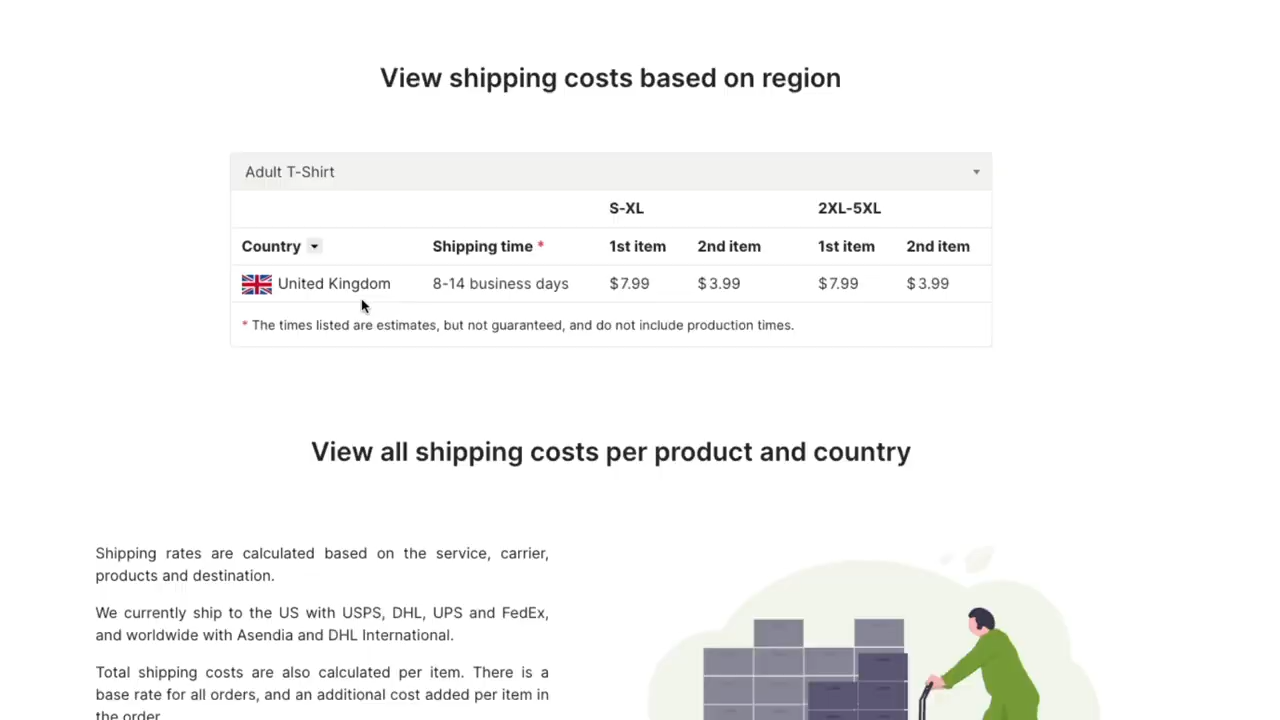 View shipping costs based on region
Adult T-Shirt
S-XL 2XL-5XL
Country Shipping time * 1st item 2nd item 1st item 2nd item
United Kingdom 8-14 business days $7.99 $3.99 $7.99 $3.99
* The times listed are estimates, but not guaranteed, and do not include production times.
View all shipping costs per product and country
Shipping rates are calculated based on the service, carrier,
products and destination.
We currently ship to the US with USPS, DHL, UPS and FedEx,
and worldwide with Asendia and DHL International.
Total shipping costs are also calculated per item. There is a
base rate for all orders, and an additional cost added per item in
the order.